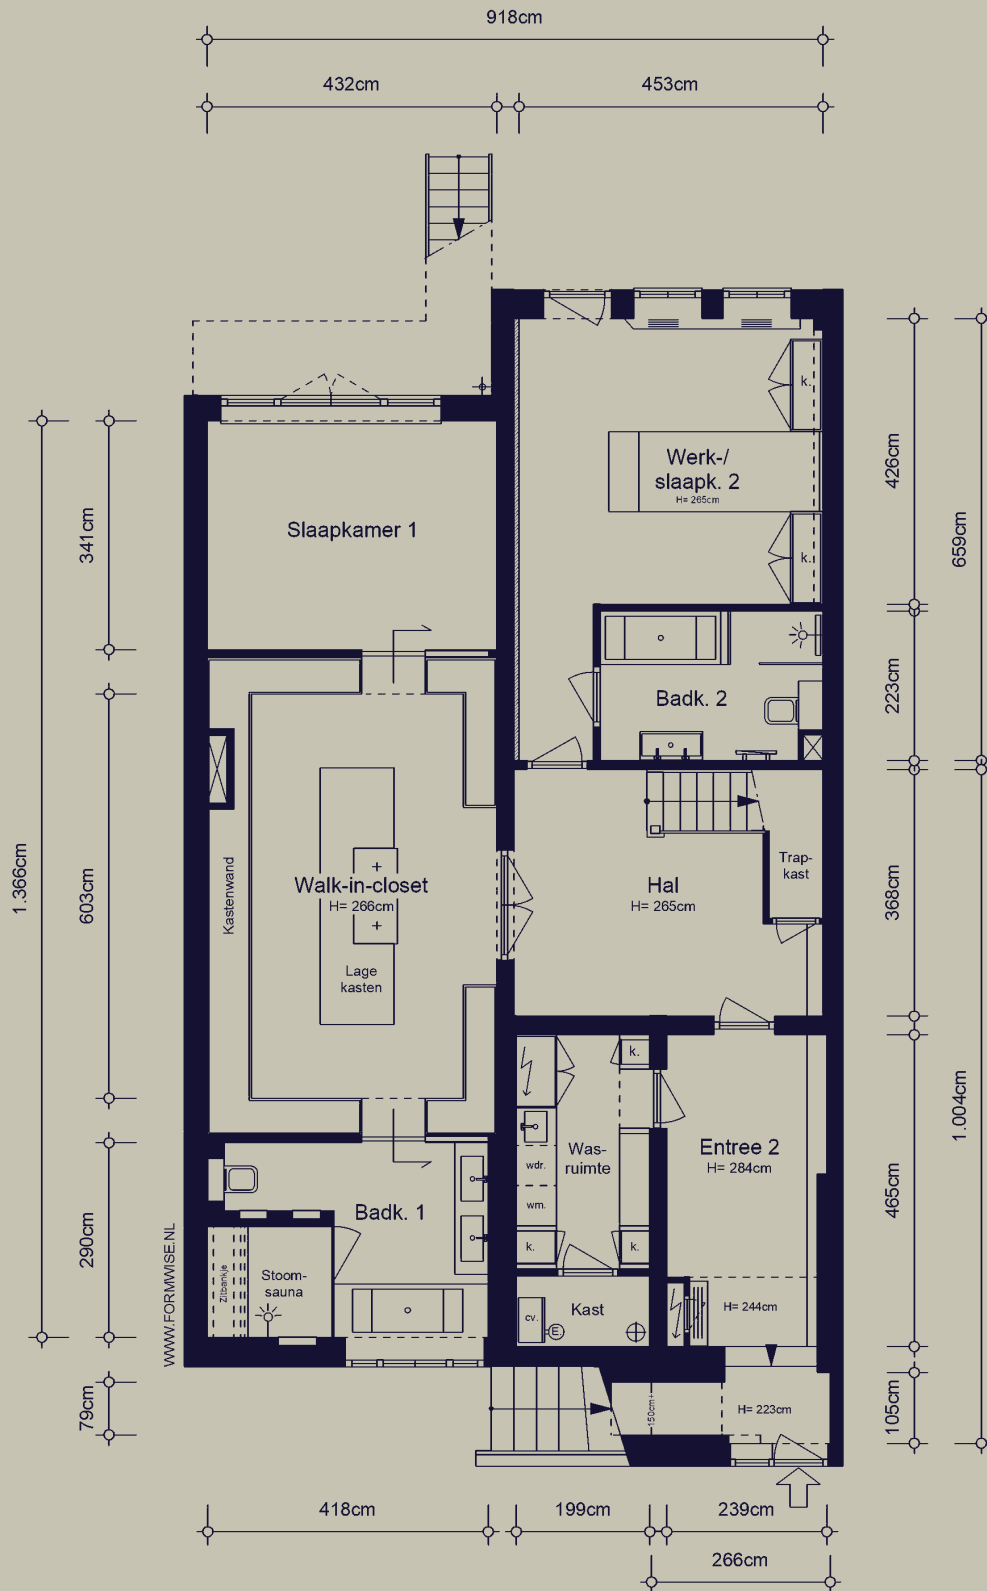 918cm
432cm
453cm
k.
Werk-/
slaapk. 2
H= 265cm
k.
426cm
659cm
341cm
Slaapkamer 1
Badk. 2
223cm
1.366cm
603cm
Kastenwand
Walk-in-closet
H= 266cm
Lage
kasten
Hal
H= 265cm
Trap-
kast
368cm
k.
Was-
ruimte
wdr.
wm.
k.
k.
Entree 2
H= 284cm
465cm
1.004cm
290cm
Badk. 1
Zitbankje
Stoom-
sauna
WWW.FORMWISE.NL
Kast
cv.
E
H= 244cm
79cm
150cm+
H= 223cm
105cm
418cm
199cm
239cm
266cm